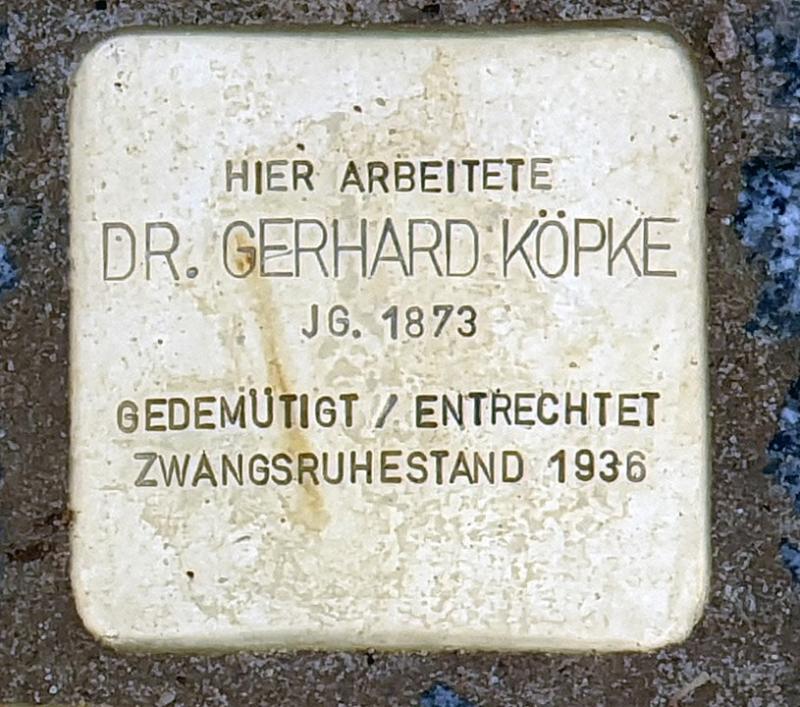 HIER ARBEITETE
DR. GERHARD KÖPKE
JG. 1873
GEDEMÜTIGT / ENTRECHTET
ZWANGSRUHESTAND 1936